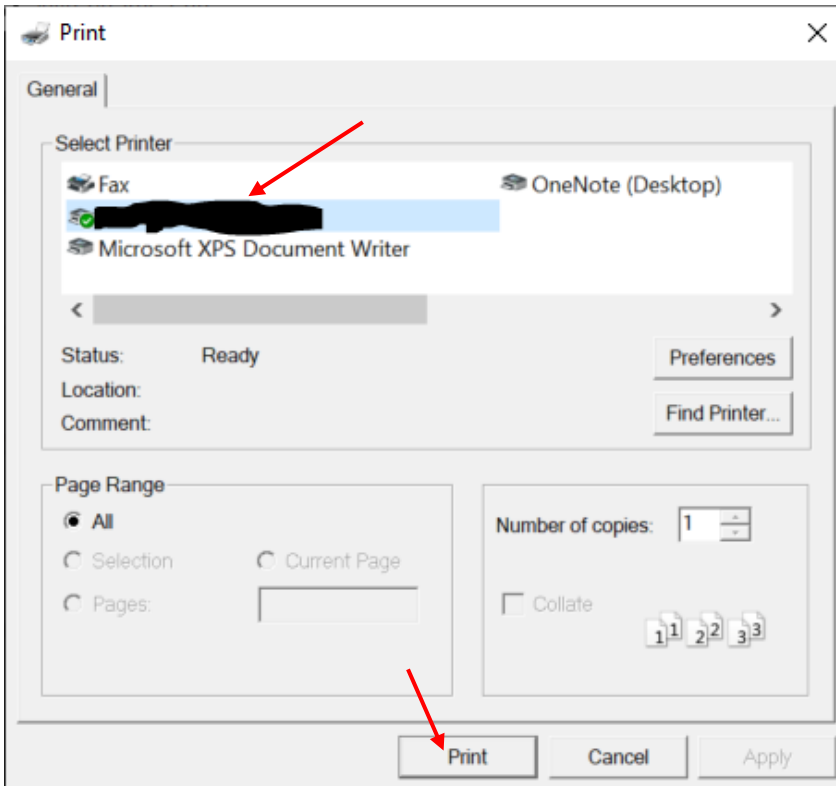 Print
General
Select Printer
Fax
OneNote (Desktop)
Microsoft XPS Document Writer
Status: Ready
Location:
Comment:
Preferences
Find Printer...
Page Range
All
Selection
Current Page
Pages:
Number of copies: 1
Collate
1 1 2 2 3 3
Print
Cancel
Apply